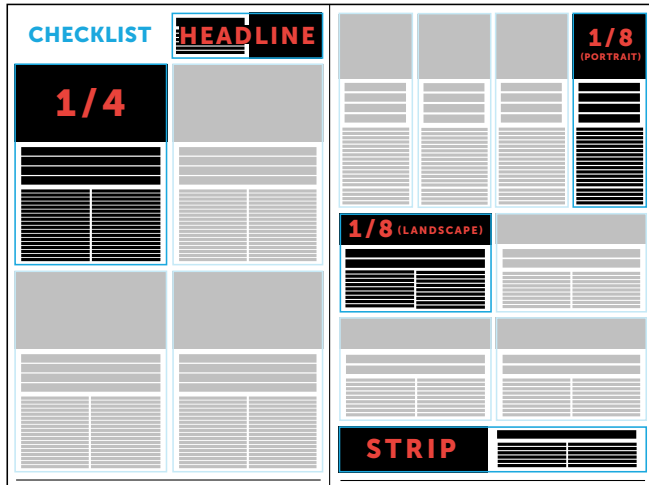 CHECKLIST
HEADLINE
1/4
1/8
(PORTRAIT)
1/8 (LANDSCAPE)
STRIP